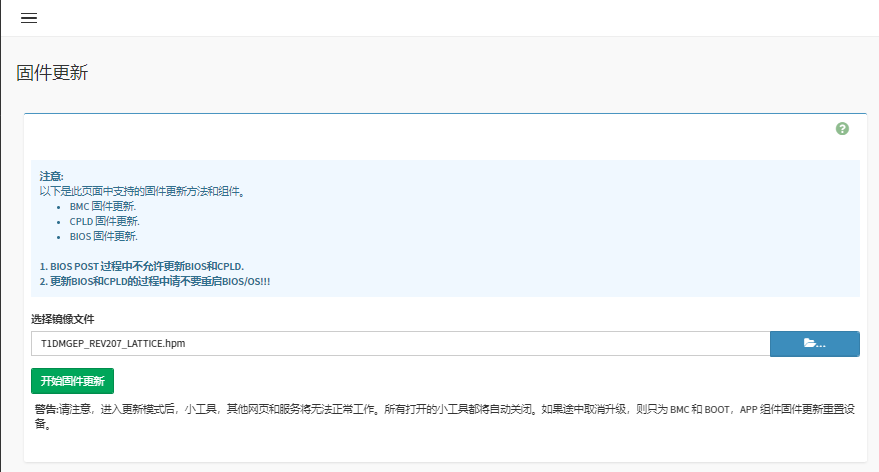 固件更新
注意:
以下是此页面中支持的固件更新方法和组件。
• BMC 固件更新.
• CPLD 固件更新.
• BIOS 固件更新.
1. BIOS POST 过程中不允许更新BIOS和CPLD.
2. 更新BIOS和CPLD的过程中请不要重启BIOS/OS!!!
选择镜像文件
T1DMGEP_REV207_LATTICE.hpm
...
开始固件更新
警告:请注意，进入更新模式后，小工具，其他网页和服务将无法正常工作。所有打开的小工具都将自动关闭。如果途中取消升级，则只为 BMC 和 BOOT，APP 组件固件更新重置设
备。